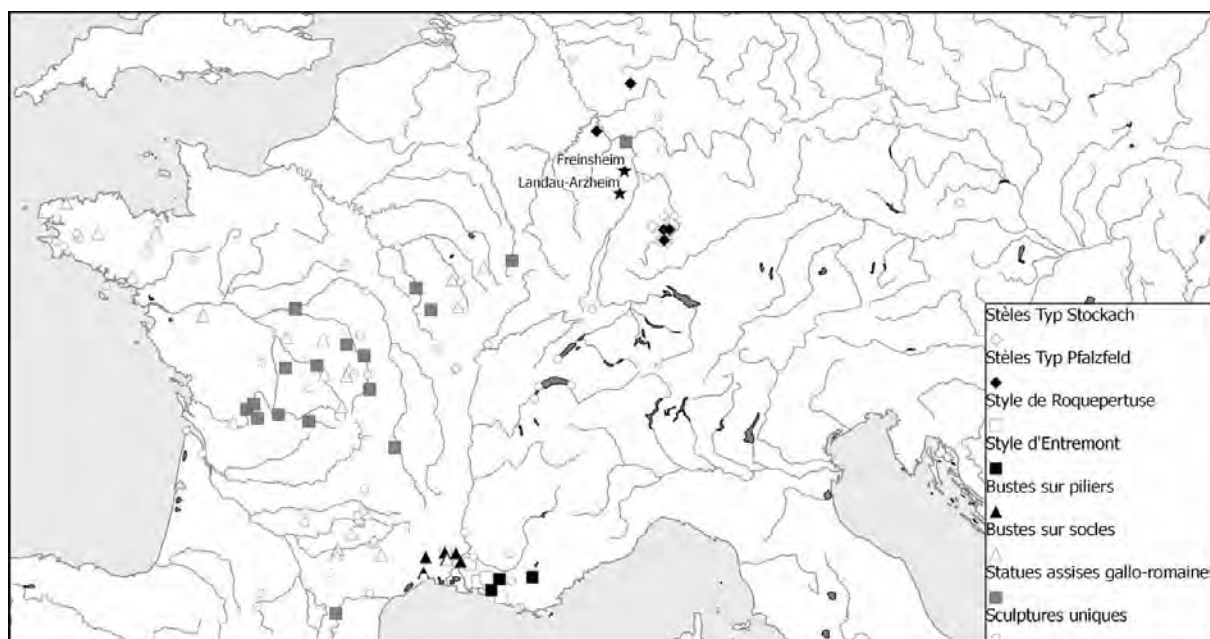 Freinsheim
Landau-Arzheim
Stèles Typ Stockach
Stèles Typ Pfalzfeld
Style de Roquepertuse
Style d'Entremont
Bustes sur piliers
Bustes sur socles
Statues assises gallo-romaines
Sculptures uniques